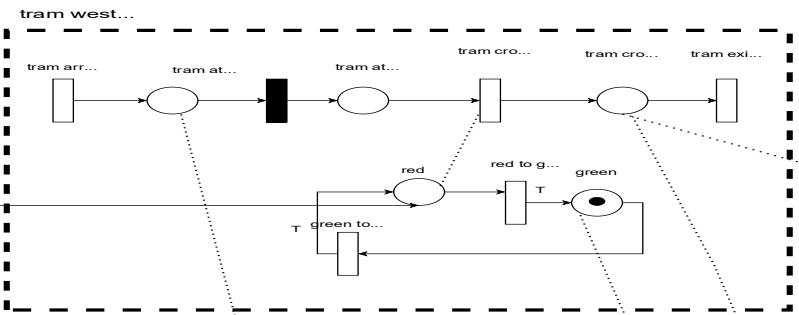 tram west...
tram arr...
tram at...
tram at...
tram cro...
tram cro...
tram exi...
red
red to g...
T
green
T
green to...